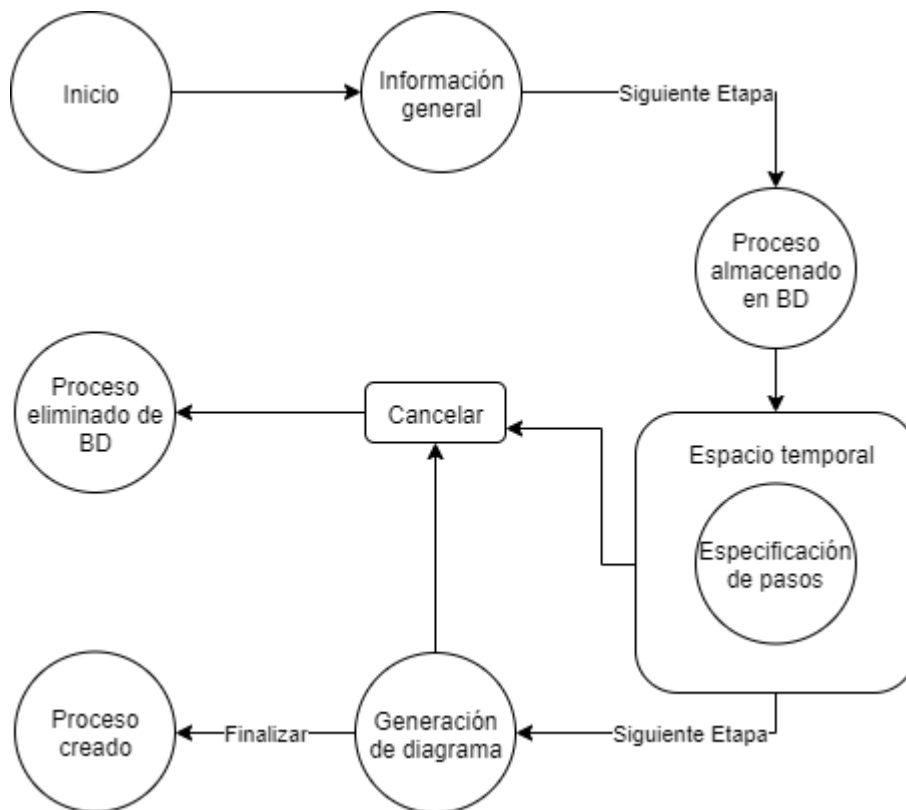 Inicio
Información
general
Siguiente Etapa
Proceso
almacenado
en BD
Proceso
eliminado de
BD
Cancelar
Espacio temporal
Especificación
de pasos
Proceso
creado
Finalizar
Generación
de diagrama
Siguiente Etapa